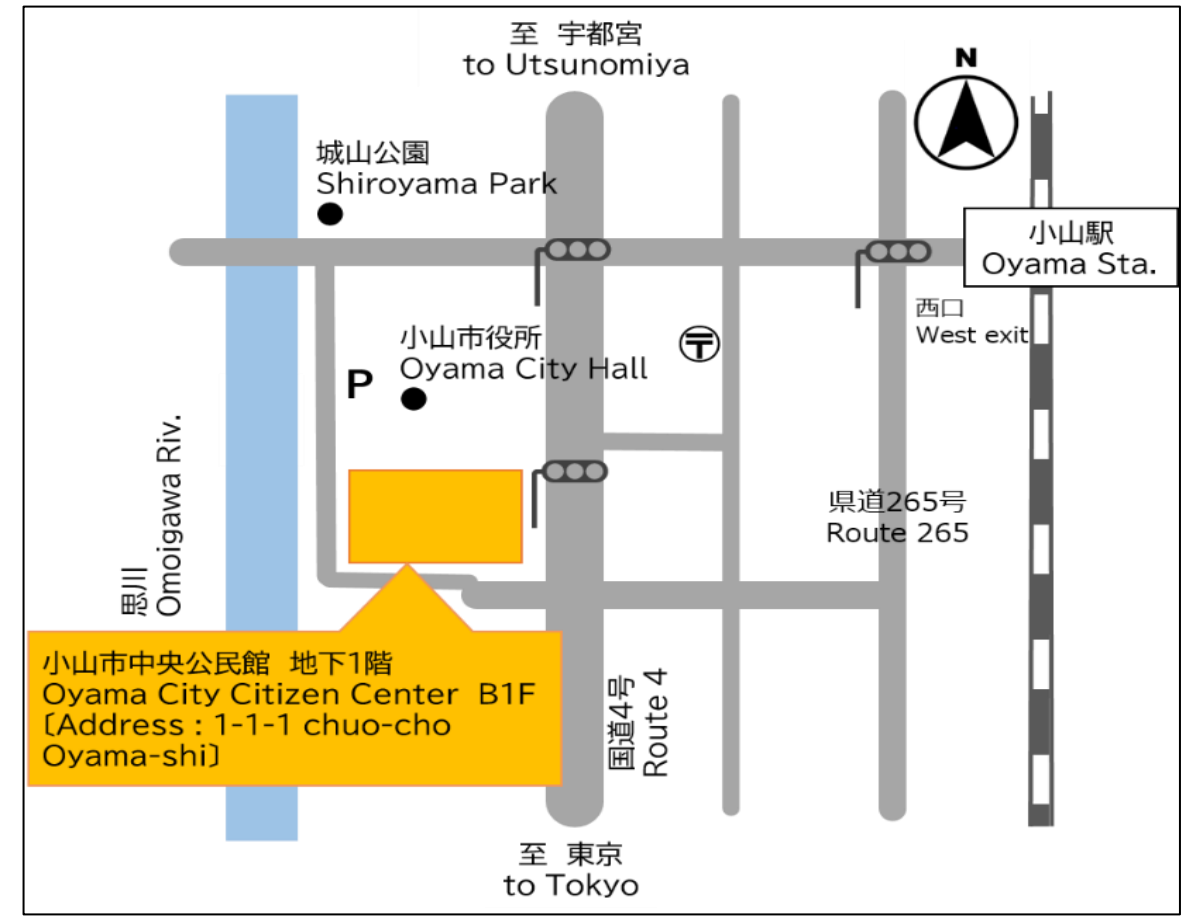 至 宇都宮
to Utsunomiya
N
城山公園
Shiroyama Park
小山駅
Oyama Sta.
西口
West exit
小山市役所
Oyama City Hall
〒
P
思川
Omoigawa Riv.
県道265号
Route 265
小山市中央公民館 地下1階
Oyama City Citizen Center B1F
〔Address : 1-1-1 chuo-cho
Oyama-shi〕
国道4号
Route 4
至 東京
to Tokyo